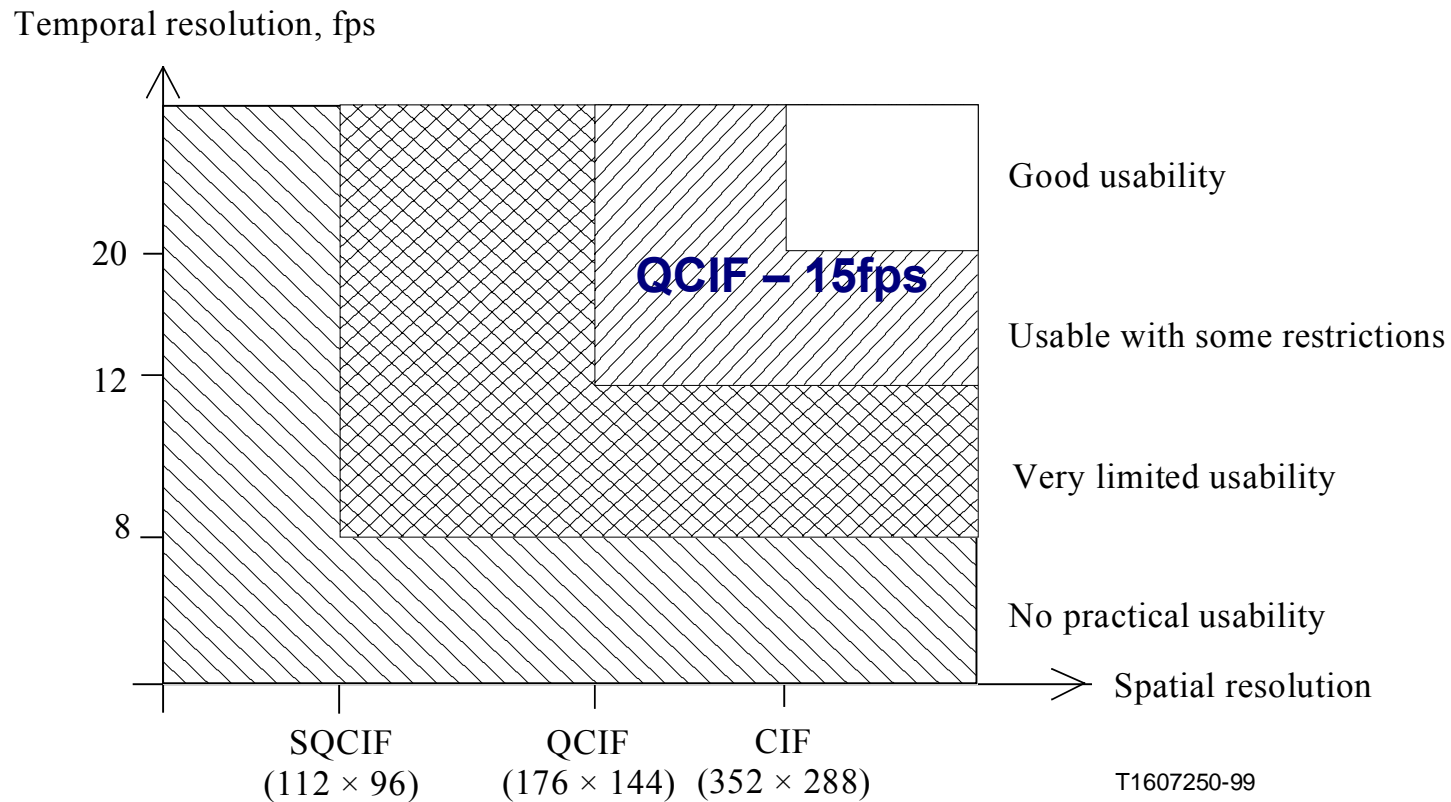 Temporal resolution, fps
Good usability
20
QCIF – 15fps
Usable with some restrictions
12
Very limited usability
8
No practical usability
Spatial resolution
SQCIF
(112 × 96)
QCIF
(176 × 144)
CIF
(352 × 288)
T1607250-99